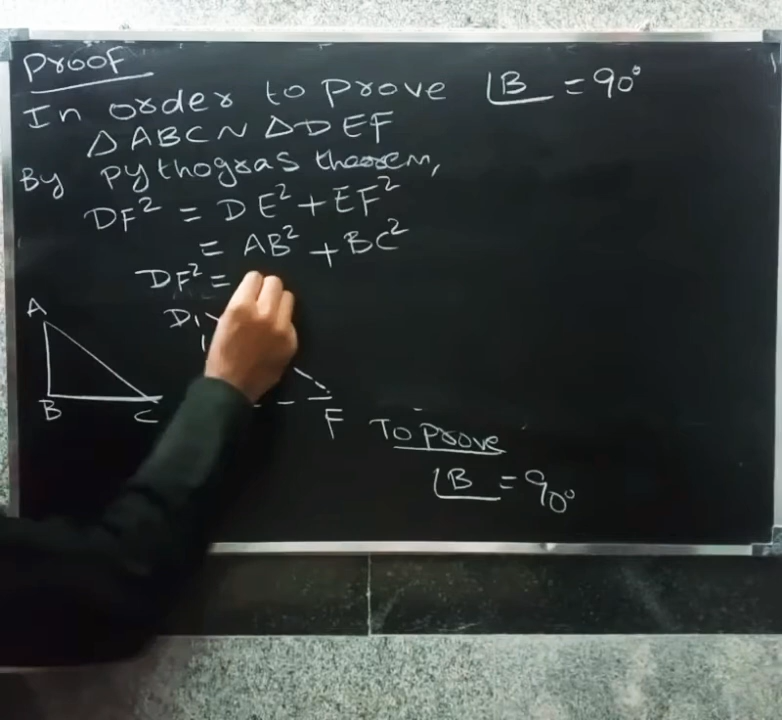 Proof
In order to prove ∟B = 90°
△ABC ~ △DEF
By pythogras theorem,
DF² = DE² + EF²
= AB² + BC²
DF² =
A
D
B
C
F
To prove
∟B = 90°